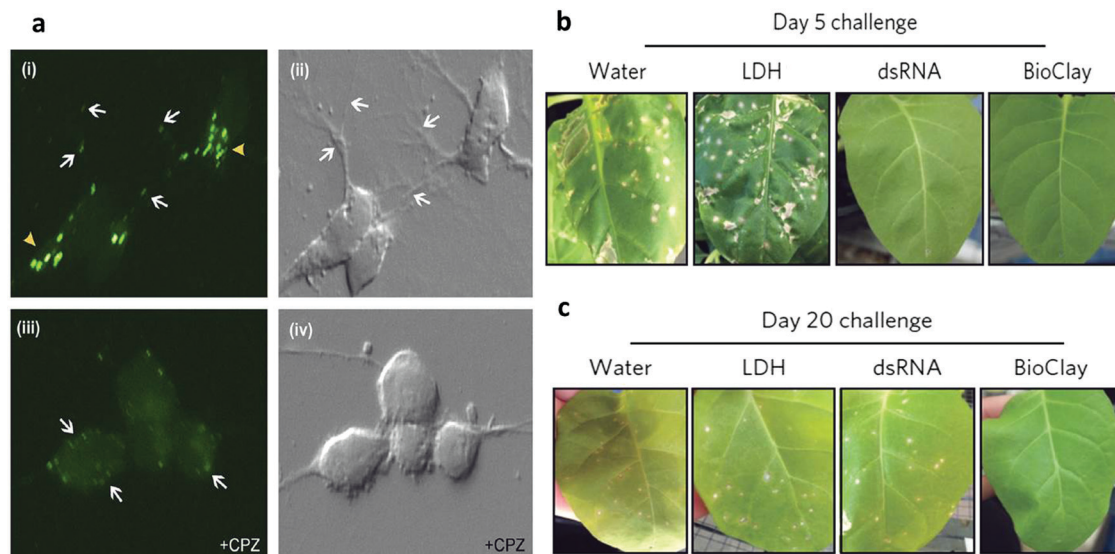 a
(i)
(ii)
(iii)
+CPZ
(iv)
+CPZ
b
Day 5 challenge
Water LDH dsRNA BioClay
c
Day 20 challenge
Water LDH dsRNA BioClay